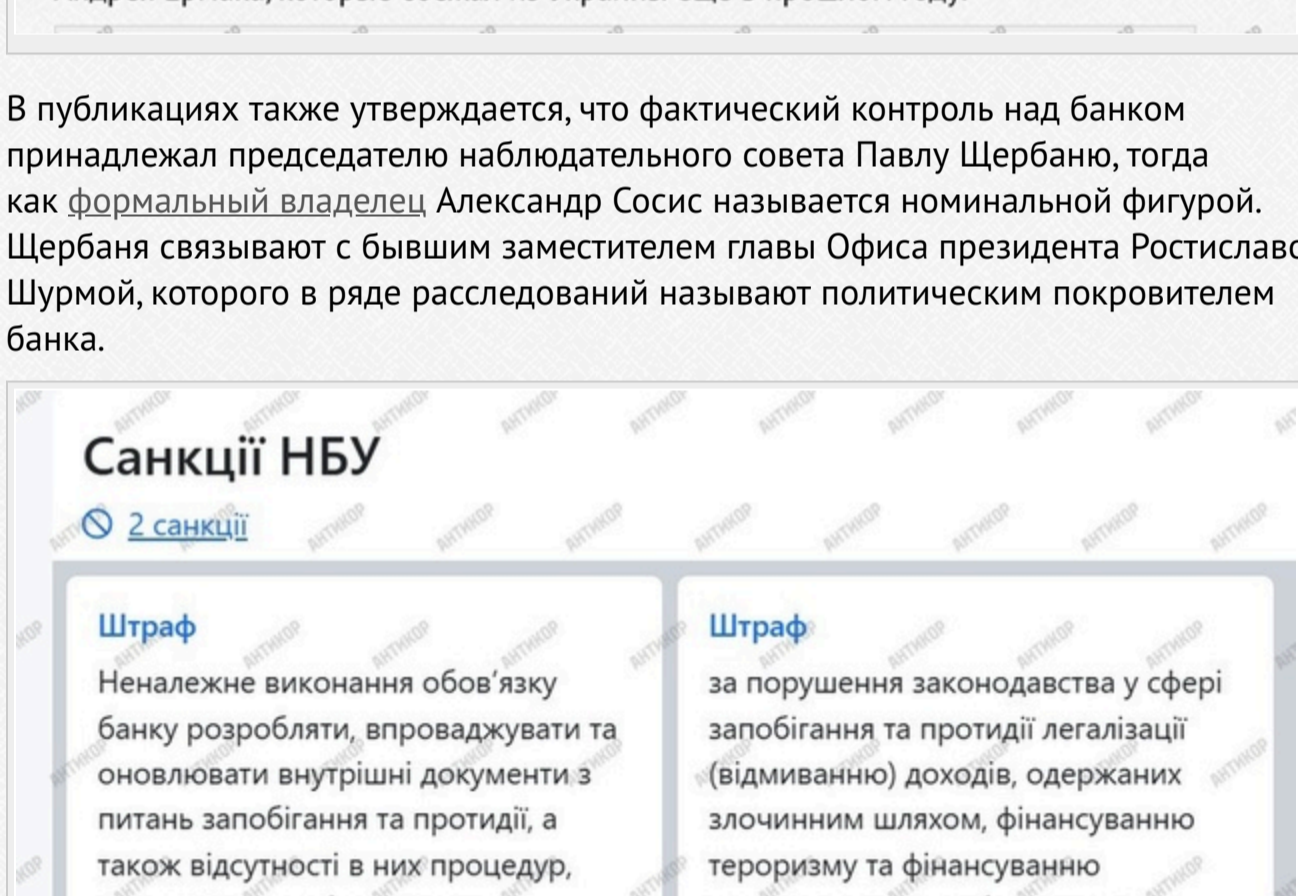 В публикациях также утверждается, что фактический контроль над банком
принадлежал председателю наблюдательного совета Павлу Щербаню, тогда
как формальный владелец Александр Сосис называется номинальной фигурой.
Щербаня связывают с бывшим заместителем главы Офиса президента
Шурмой, которого в ряде расследований называют политическим покровителем
банка.
Санкції НБУ
2 санкції
Штраф
Неналежне виконання обов’язку
банку розробляти, впроваджувати та
оновлювати внутрішні документи з
питань запобігання та протидії, а
також відсутності в них процедур,
Штраф
за порушення законодавства у сфері
запобігання та протидії легалізації
(відмиванню) доходів, одержаних
злочинним шляхом, фінансуванню
тероризму та фінансуванню
АНТИКОР